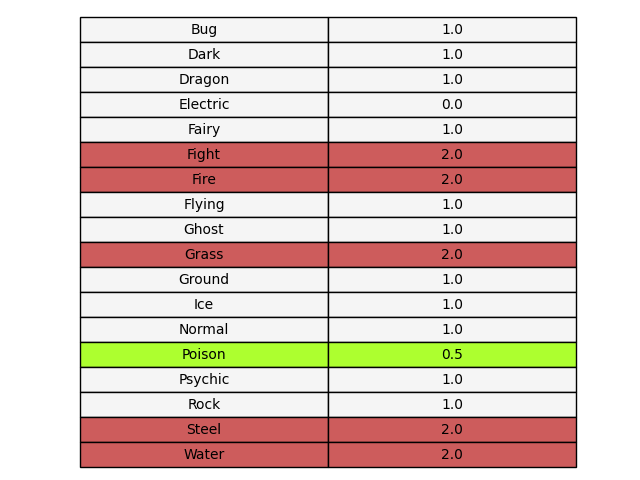 Bug 1.0
Dark 1.0
Dragon 1.0
Electric 0.0
Fairy 1.0
Fight 2.0
Fire 2.0
Flying 1.0
Ghost 1.0
Grass 2.0
Ground 1.0
Ice 1.0
Normal 1.0
Poison 0.5
Psychic 1.0
Rock 1.0
Steel 2.0
Water 2.0